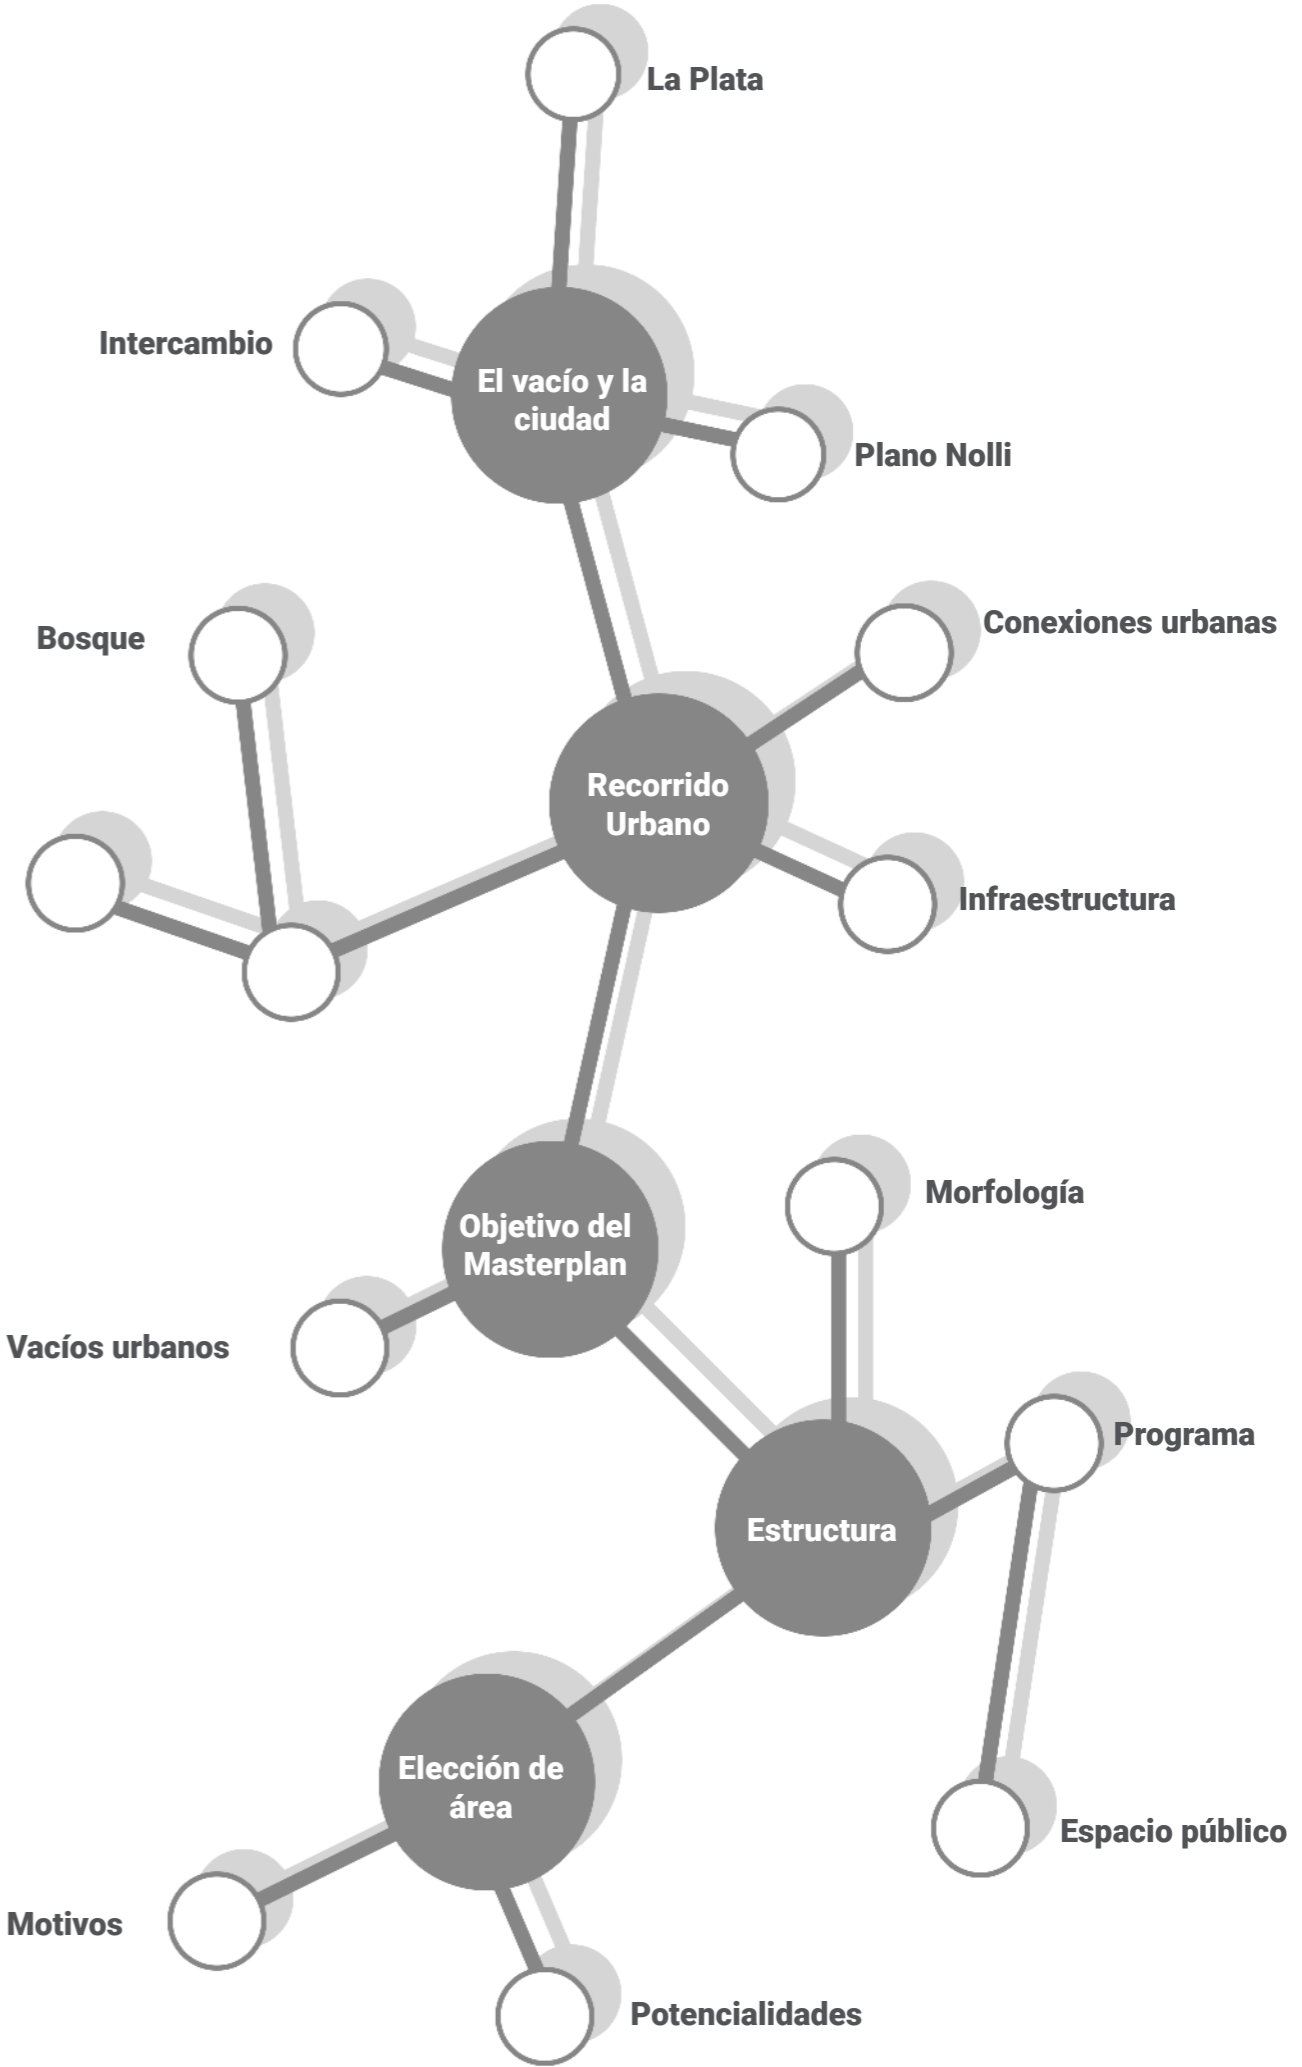 La Plata
Intercambio
El vacío y la
ciudad
Plano Nolli
Conexiones urbanas
Bosque
Recorrido
Urbano
Infraestructura
Morfología
Objetivo del
Masterplan
Vacíos urbanos
Programa
Estructura
Elección de
área
Espacio público
Motivos
Potencialidades